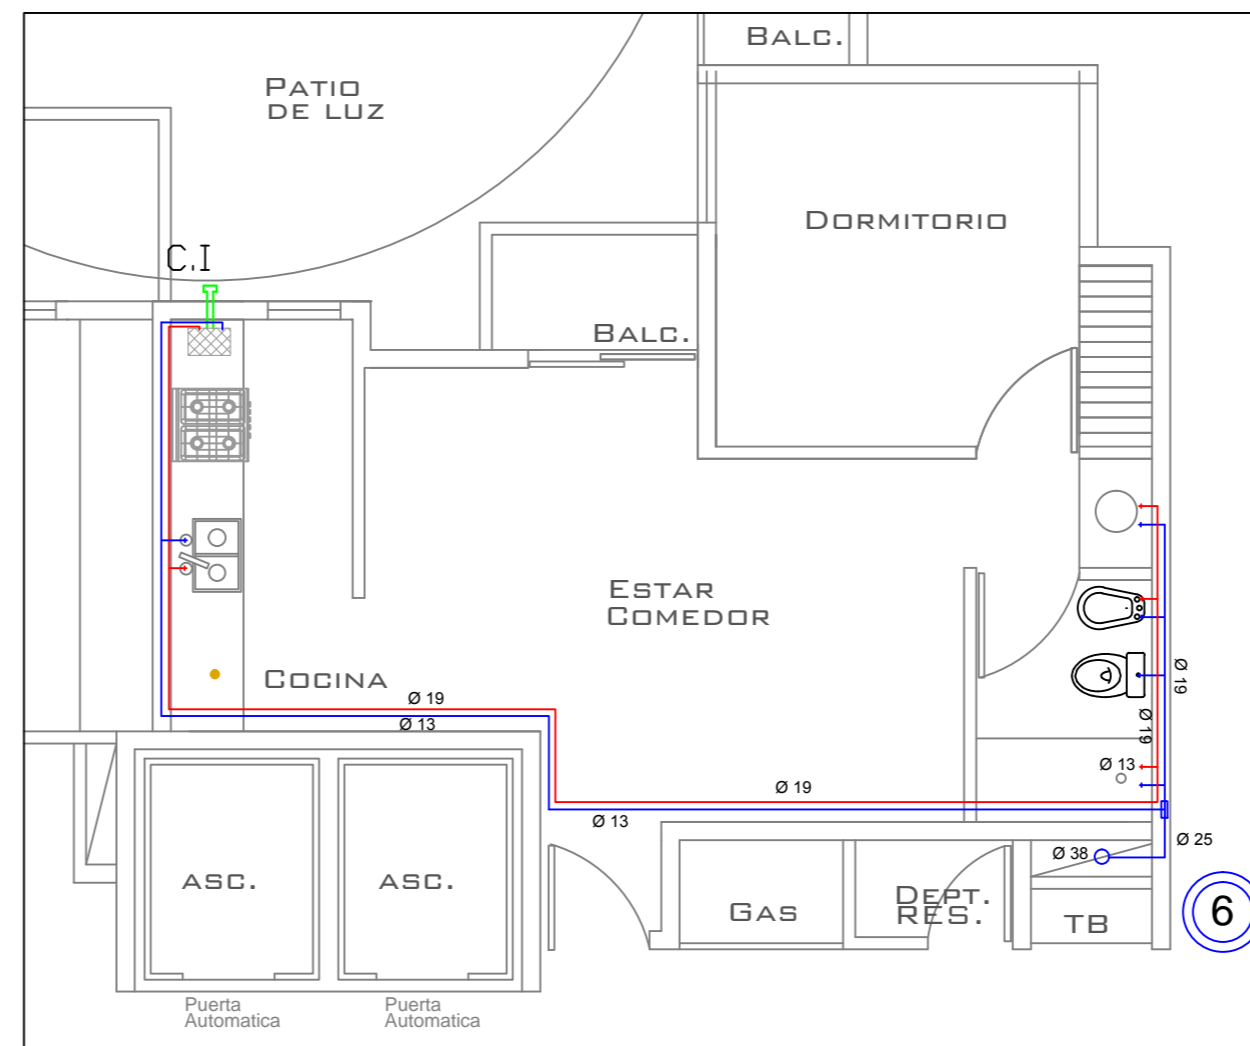 BALC.
PATIO
DE LUZ
DORMITORIO
C.I
BALC.
ESTAR
COMEDOR
COCINA
Ø 19
Ø 13
Ø 19
Ø 19
Ø 13
Ø 19
Ø 13
Ø 25
Ø 38
ASC.
ASC.
GAS
DEPT.
RES.
TB
6
Puerta
Automatica
Puerta
Automatica